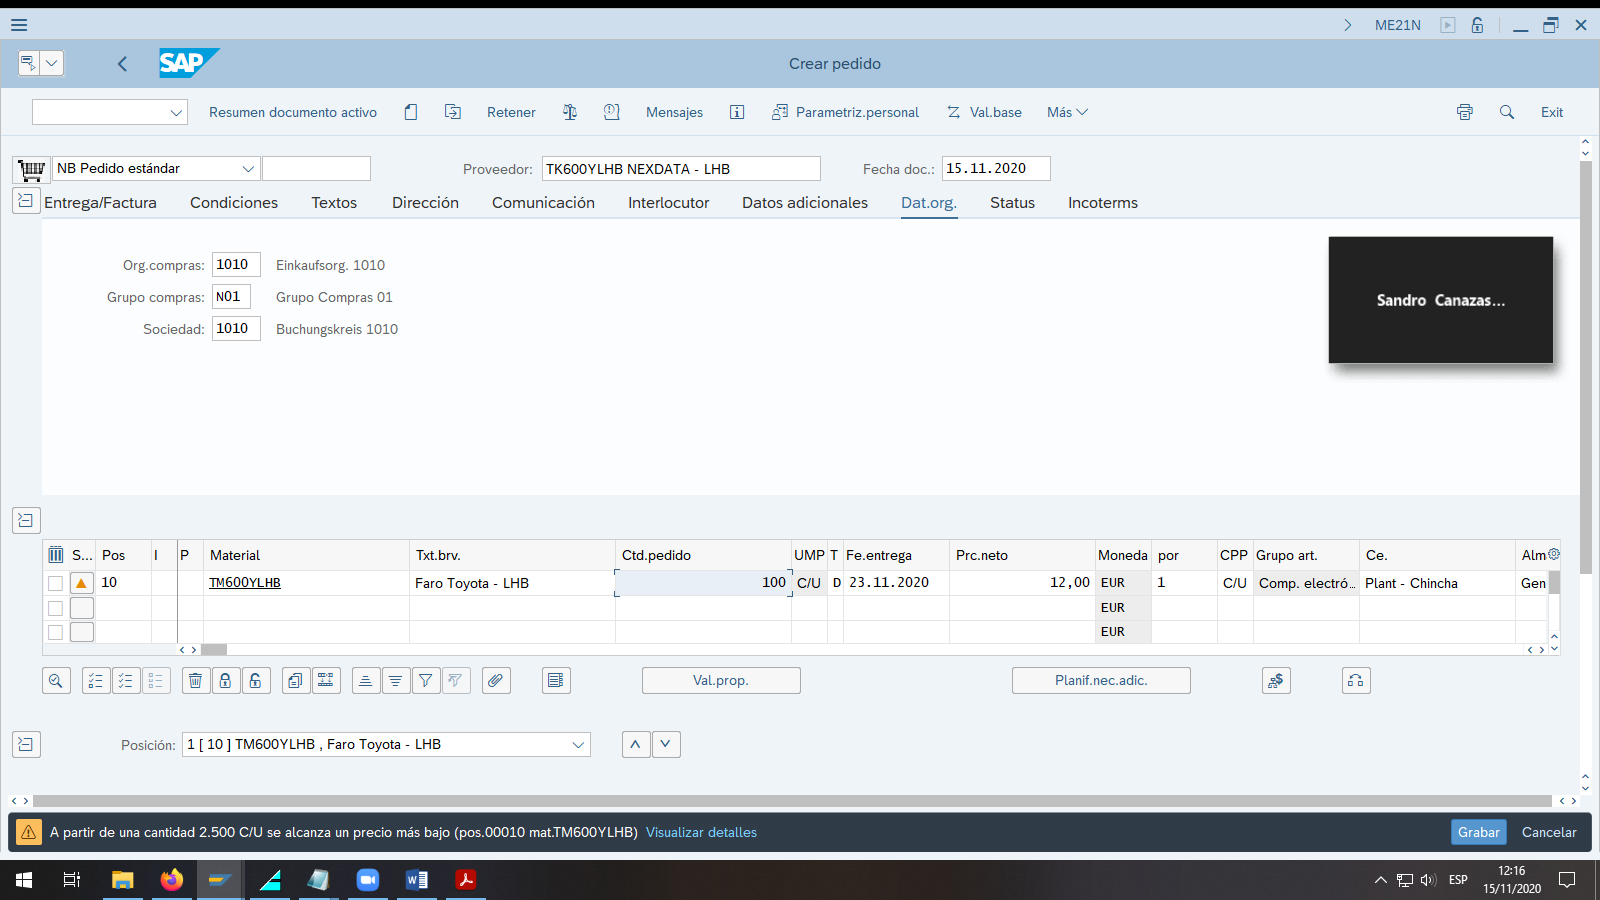 ME21N
SAP
Crear pedido
Resumen documento activo Retener Mensajes Parametriz.personal Val.base Más Exit
NB Pedido estándar Proveedor: TK600YLHB NEXDATA - LHB Fecha doc.: 15.11.2020
Entrega/Factura Condiciones Textos Dirección Comunicación Interlocutor Datos adicionales Dat.org. Status Incoterms
Org.compras: 1010 Einkaufsorg. 1010
Grupo compras: N01 Grupo Compras 01
Sociedad: 1010 Buchungskreis 1010
Sandro Canazas...
S... Pos I P Material Txt.brv. Ctd.pedido UMP T Fe.entrega Prc.neto Moneda por CPP Grupo art. Ce. Alm
10 TM600YLHB Faro Toyota - LHB 100 C/U D 23.11.2020 12,00 EUR 1 C/U Comp. electró... Plant - Chincha Gen
EUR
EUR
Val.prop. Planif.nec.adic.
Posición: 1 [ 10 ] TM600YLHB , Faro Toyota - LHB
A partir de una cantidad 2.500 C/U se alcanza un precio más bajo (pos.00010 mat.TM600YLHB) Visualizar detalles Grabar Cancelar
ESP
12:16
15/11/2020